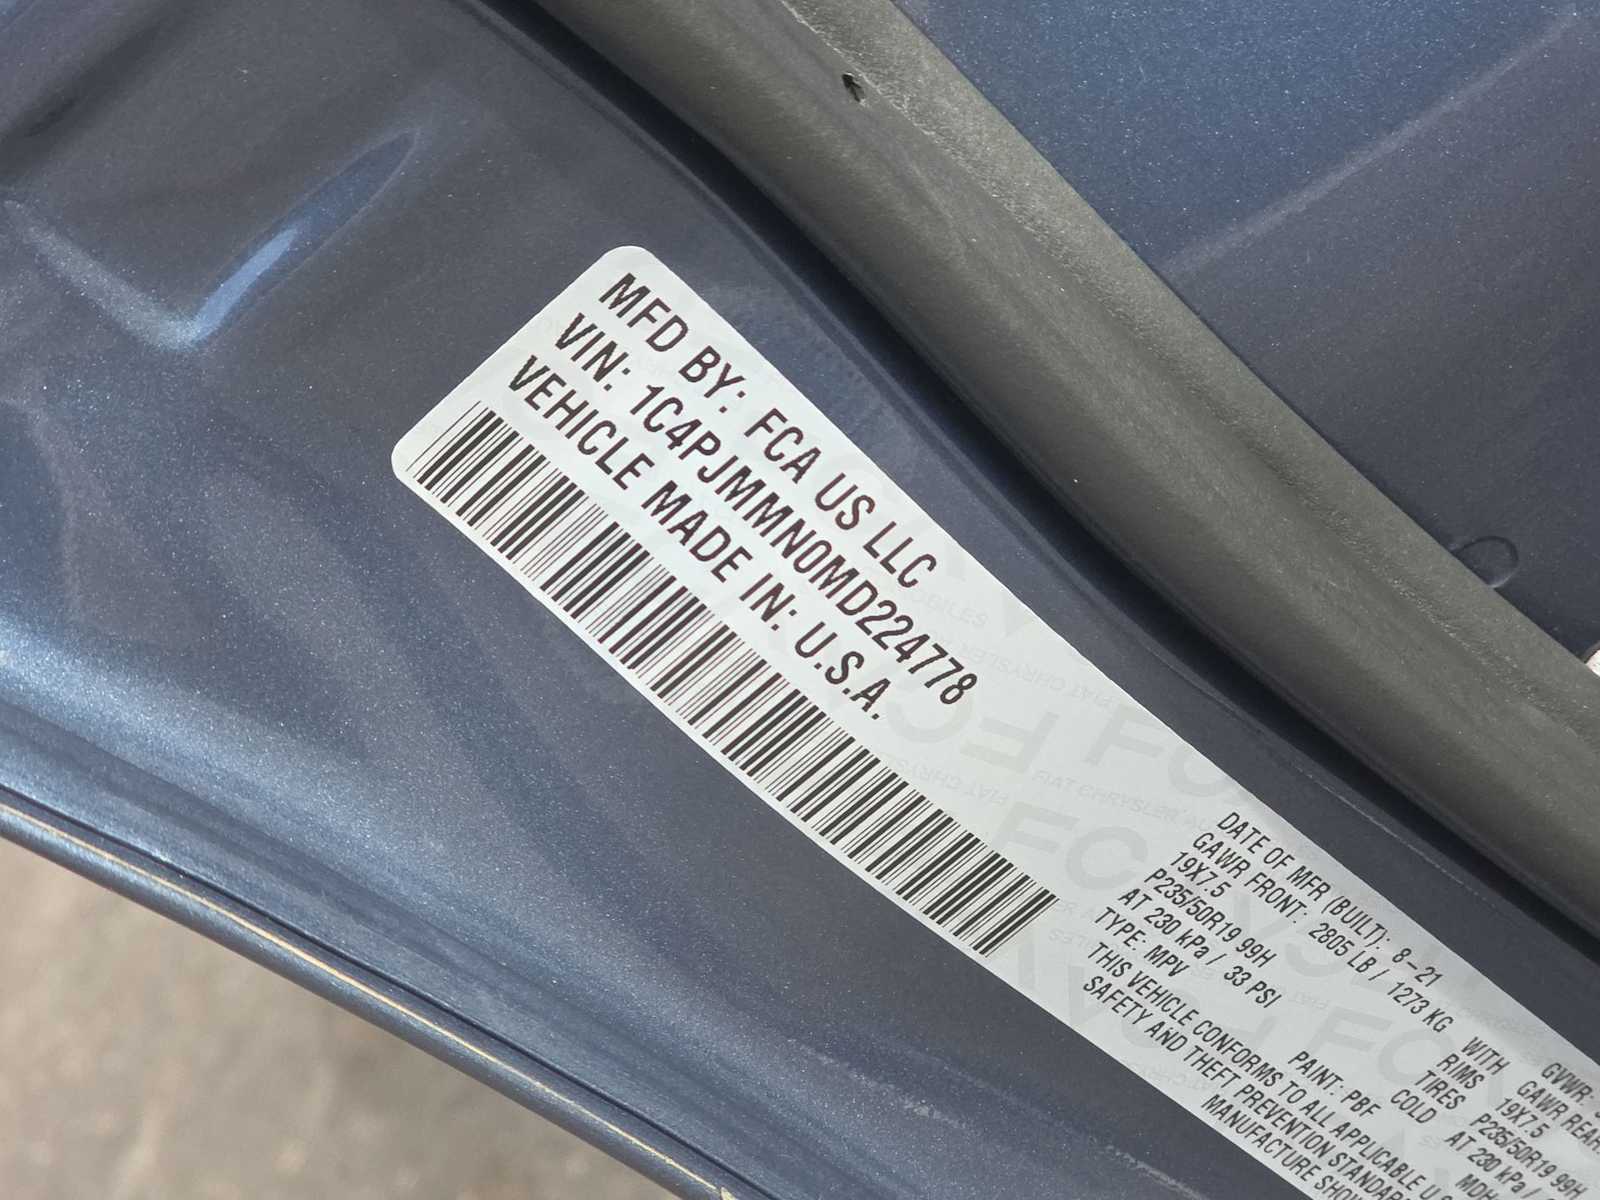 MFD BY: FCA US LLC
VIN: 1C4PJMMN0MD224778
VEHICLE MADE IN: U.S.A.
DATE OF MFR (BUILT): 8-21 GVWR:
GAWR FRONT: 2805 LB / 1273 KG WITH GAWR REAR:
19X7.5 RIMS 19X7.5
P235/50R19 99H TIRES P235/50R19 99H
AT 230 kPa / 33 PSI COLD AT 230 kPa /
TYPE: MPV PAINT: PBF
THIS VEHICLE CONFORMS TO ALL APPLICABLE
SAFETY AND THEFT PREVENTION
MANUFACTURE